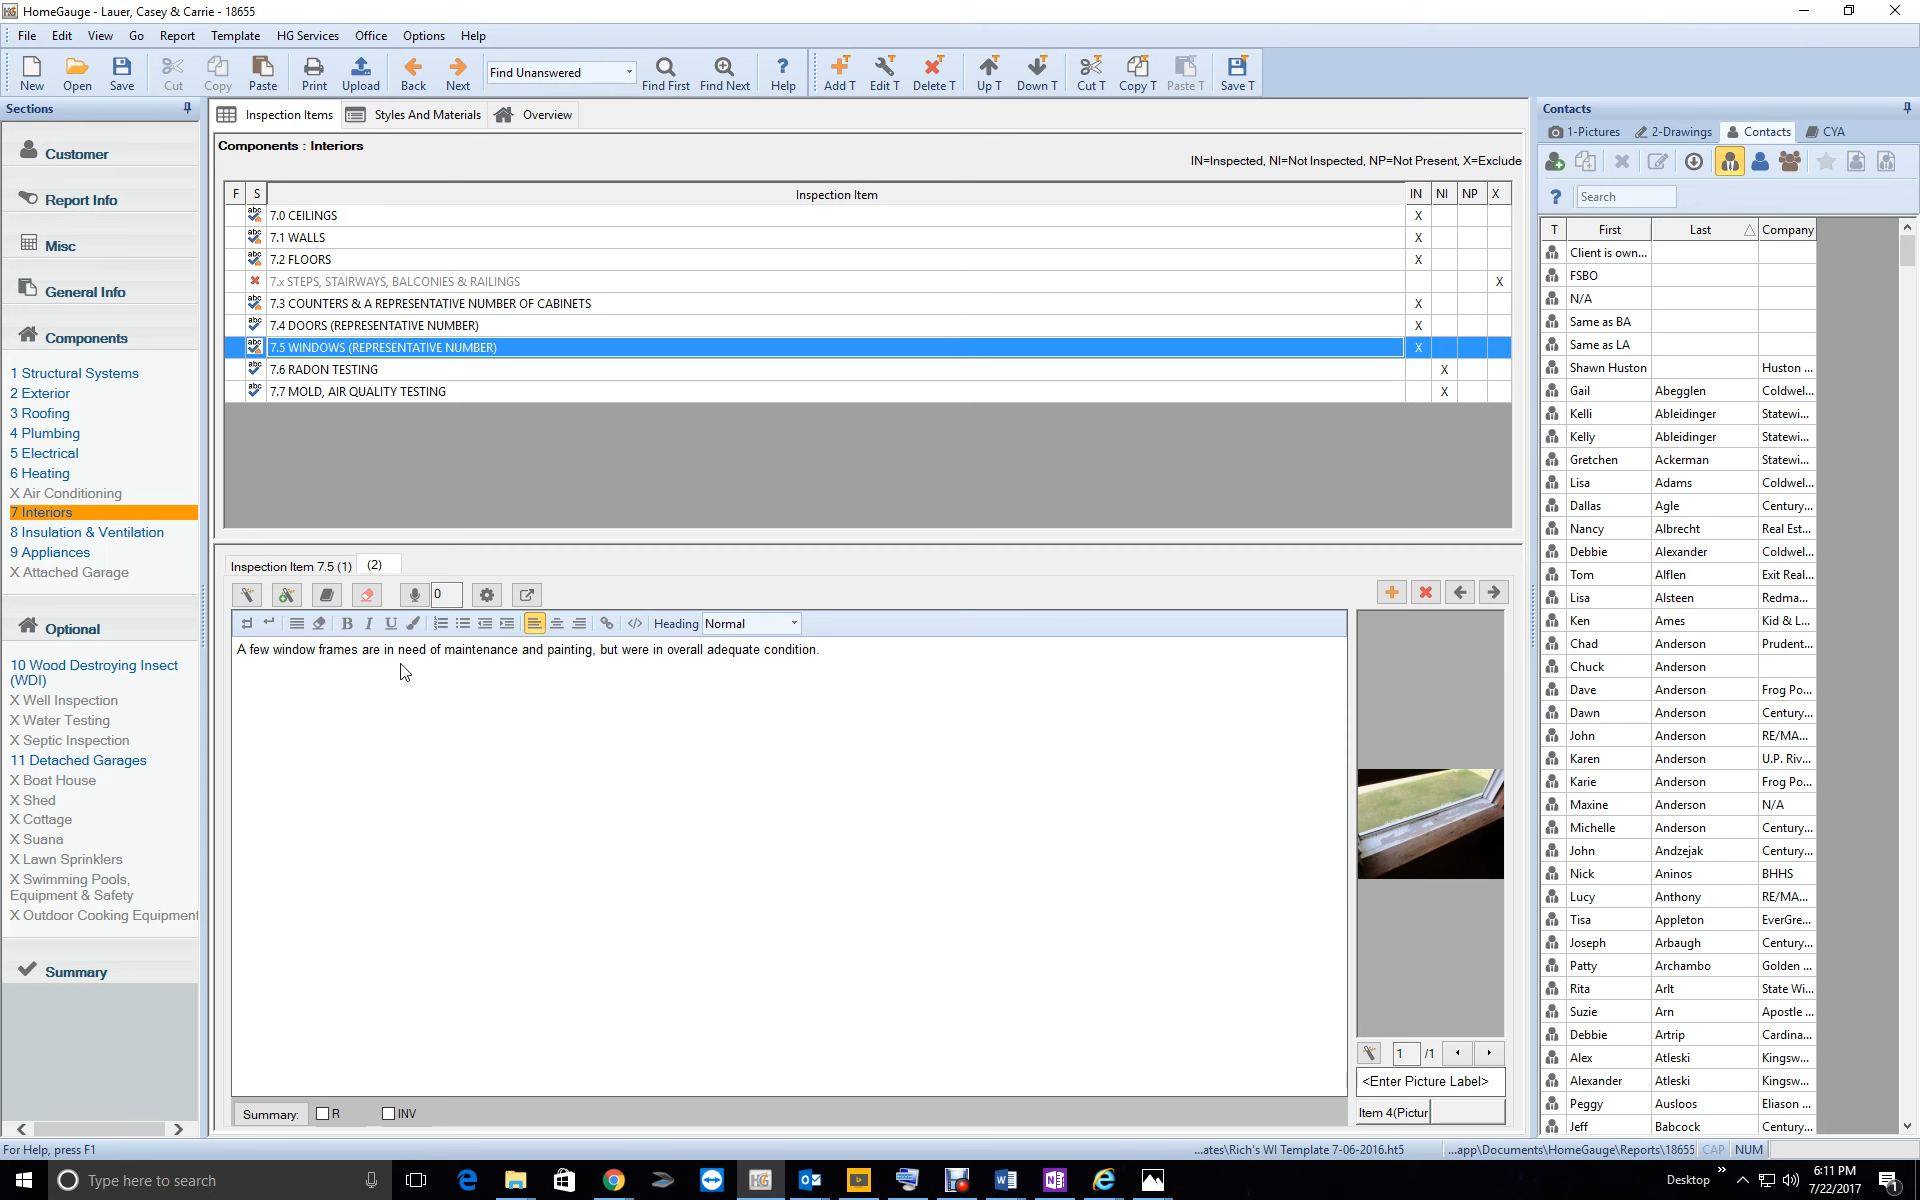 HomeGauge - Lauer, Casey & Carrie - 18655
File Edit View Go Report Template HG Services Office Options Help
New Open Save Cut Copy Paste Print Upload Back Next Find Unanswered Find First Find Next Help Add T Edit T Delete T Up T Down T Cut T Copy T Paste T Save T
Sections
Customer
Report Info
Misc
General Info
Components
1 Structural Systems
2 Exterior
3 Roofing
4 Plumbing
5 Electrical
6 Heating
X Air Conditioning
7 Interiors
8 Insulation & Ventilation
9 Appliances
X Attached Garage
Optional
10 Wood Destroying Insect
(WDI)
X Well Inspection
X Water Testing
X Septic Inspection
11 Detached Garages
X Boat House
X Shed
X Cottage
X Suana
X Lawn Sprinklers
X Swimming Pools,
Equipment & Safety
X Outdoor Cooking Equipment
Summary
Inspection Items Styles And Materials Overview
Components : Interiors
IN=Inspected, NI=Not Inspected, NP=Not Present, X=Exclude
F S Inspection Item IN NI NP X
7.0 CEILINGS X
7.1 WALLS X
7.2 FLOORS X
7.x STEPS, STAIRWAYS, BALCONIES & RAILINGS X
7.3 COUNTERS & A REPRESENTATIVE NUMBER OF CABINETS X
7.4 DOORS (REPRESENTATIVE NUMBER) X
7.5 WINDOWS (REPRESENTATIVE NUMBER) X
7.6 RADON TESTING X
7.7 MOLD, AIR QUALITY TESTING X
Inspection Item 7.5 (1) (2)
0
B I U Heading Normal
A few window frames are in need of maintenance and painting, but were in overall adequate condition.
1 /1
<Enter Picture Label>
Item 4(Pictur
Summary: R INV
Contacts
1-Pictures 2-Drawings Contacts CYA
? Search
T First Last Company
Client is own...
FSBO
N/A
Same as BA
Same as LA
Shawn Huston Huston ...
Gail Abegglen Coldwel...
Kelli Ableidinger Statewi...
Kelly Ableidinger Statewi...
Gretchen Ackerman Statewi...
Lisa Adams Coldwel...
Dallas Agle Century...
Nancy Albrecht Real Est...
Debbie Alexander Coldwel...
Tom Alflen Exit Real...
Lisa Alsteen Redma...
Ken Ames Kid & L...
Chad Anderson Prudent...
Chuck Anderson
Dave Anderson Frog Po...
Dawn Anderson Century...
John Anderson RE/MA...
Karen Anderson U.P. Riv...
Karie Anderson Frog Po...
Maxine Anderson N/A
Michelle Anderson Century...
John Andzejak Century...
Nick Aninos BHHS
Lucy Anthony RE/MA...
Tisa Appleton EverGre...
Joseph Arbaugh Century...
Patty Archambo Golden ...
Rita Arlt State Wi...
Suzie Arn Apostle ...
Debbie Artrip Cardina...
Alex Atleski Kingsw...
Alexander Atleski Kingsw...
Peggy Ausloos Eliason ...
Jeff Babcock Century...
For Help, press F1
...ates\Rich's WI Template 7-06-2016.ht5 ...app\Documents\HomeGauge\Reports\18655 CAP NUM
Type here to search
Desktop
6:11 PM
7/22/2017
1